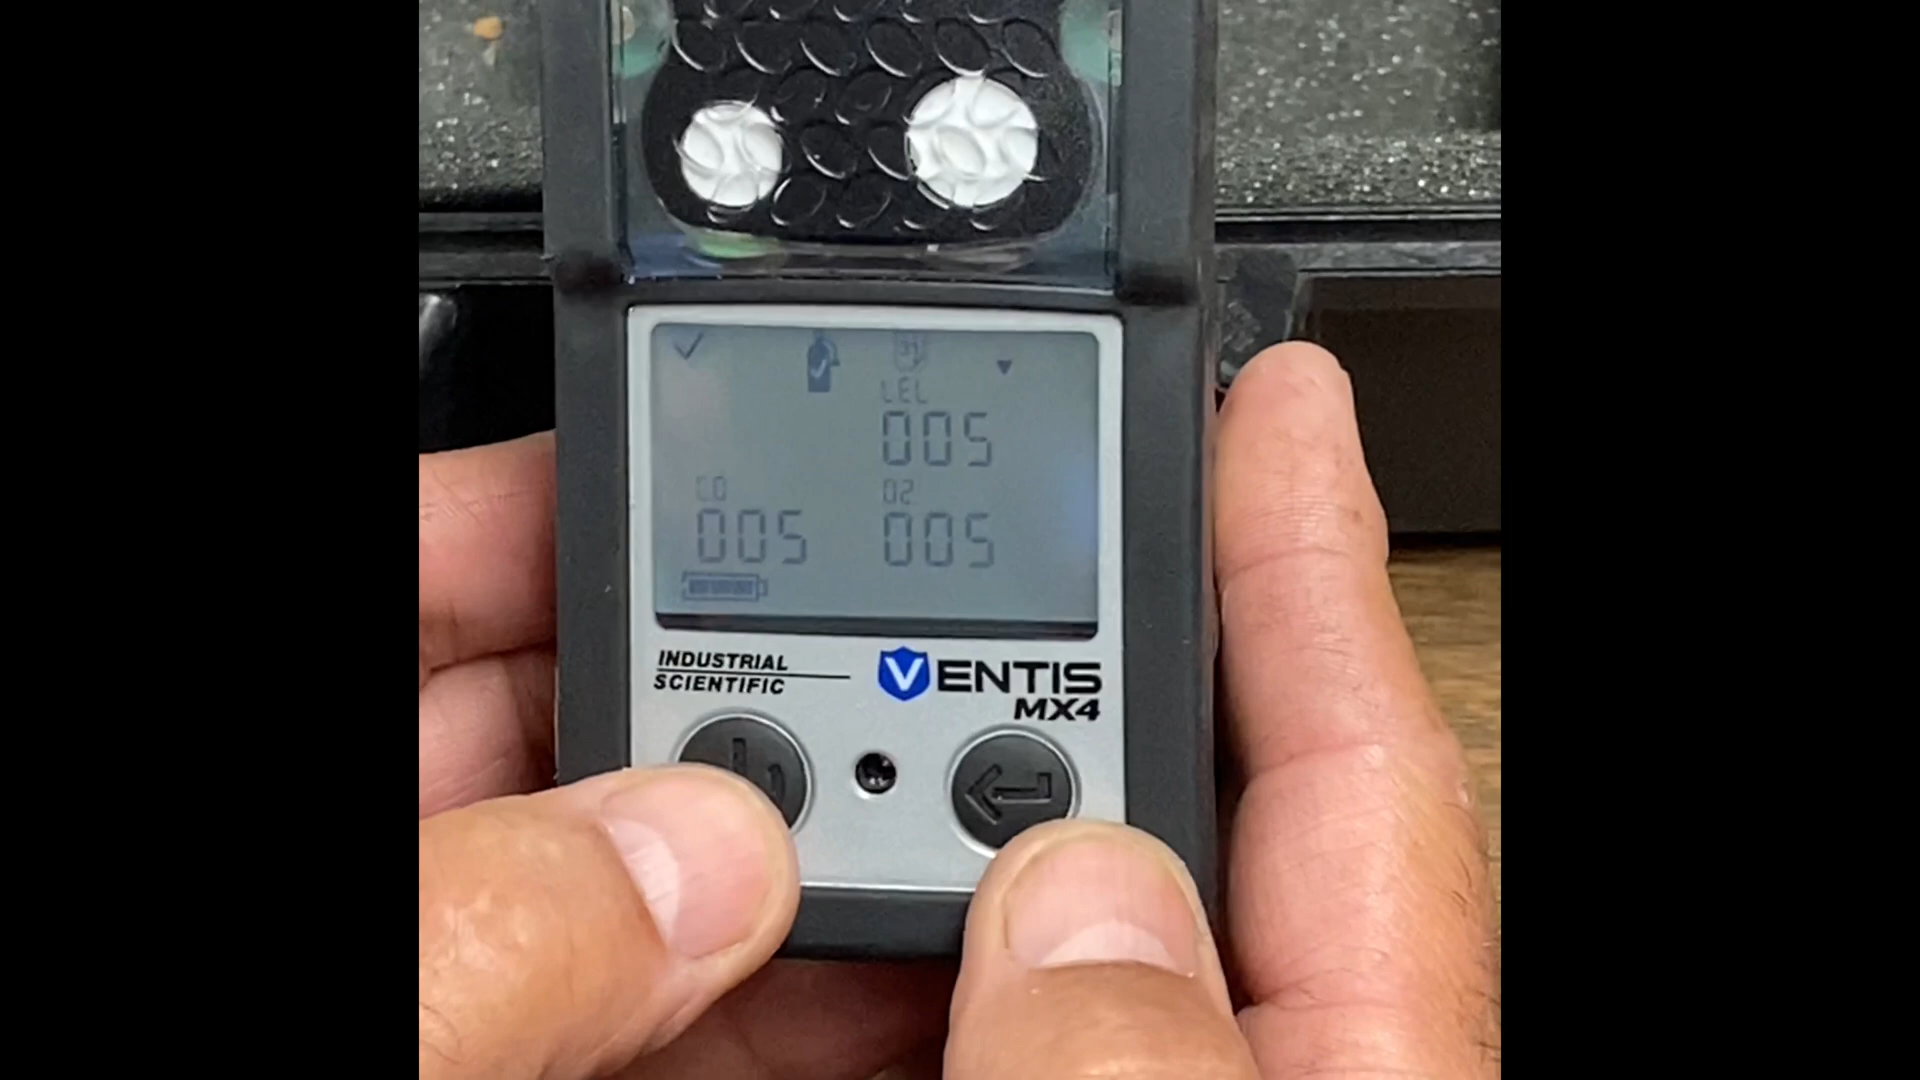 LEL
005
CO O2
005 005
INDUSTRIAL
SCIENTIFIC
VENTIS
MX4